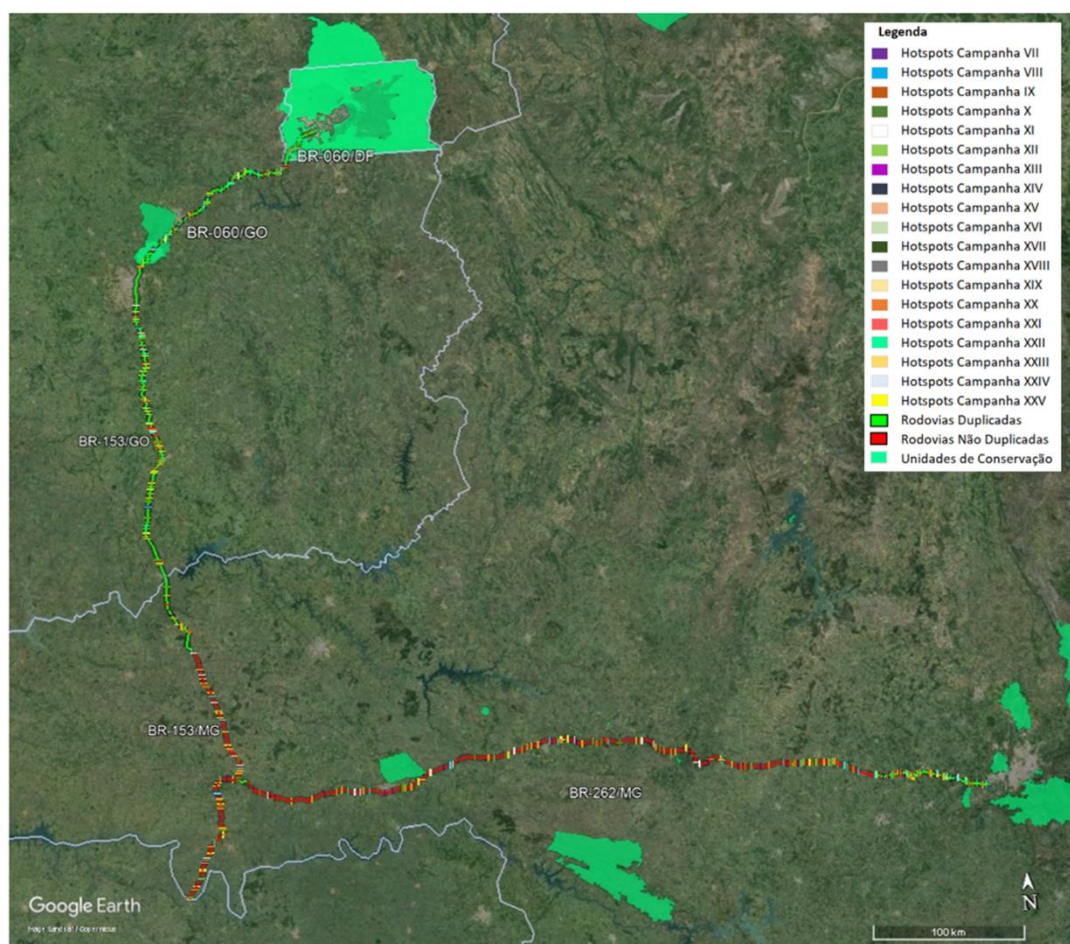 Legenda
Hotspots Campanha VII
Hotspots Campanha VIII
Hotspots Campanha IX
Hotspots Campanha X
Hotspots Campanha XI
Hotspots Campanha XII
Hotspots Campanha XIII
Hotspots Campanha XIV
Hotspots Campanha XV
Hotspots Campanha XVI
Hotspots Campanha XVII
Hotspots Campanha XVIII
Hotspots Campanha XIX
Hotspots Campanha XX
Hotspots Campanha XXI
Hotspots Campanha XXII
Hotspots Campanha XXIII
Hotspots Campanha XXIV
Hotspots Campanha XXV
Rodovias Duplicadas
Rodovias Não Duplicadas
Unidades de Conservação
BR-060/DF
BR-060/GO
BR-153/GO
BR-153/MG
BR-262/MG
Google Earth
Image Landsat / Copernicus
N
100 km